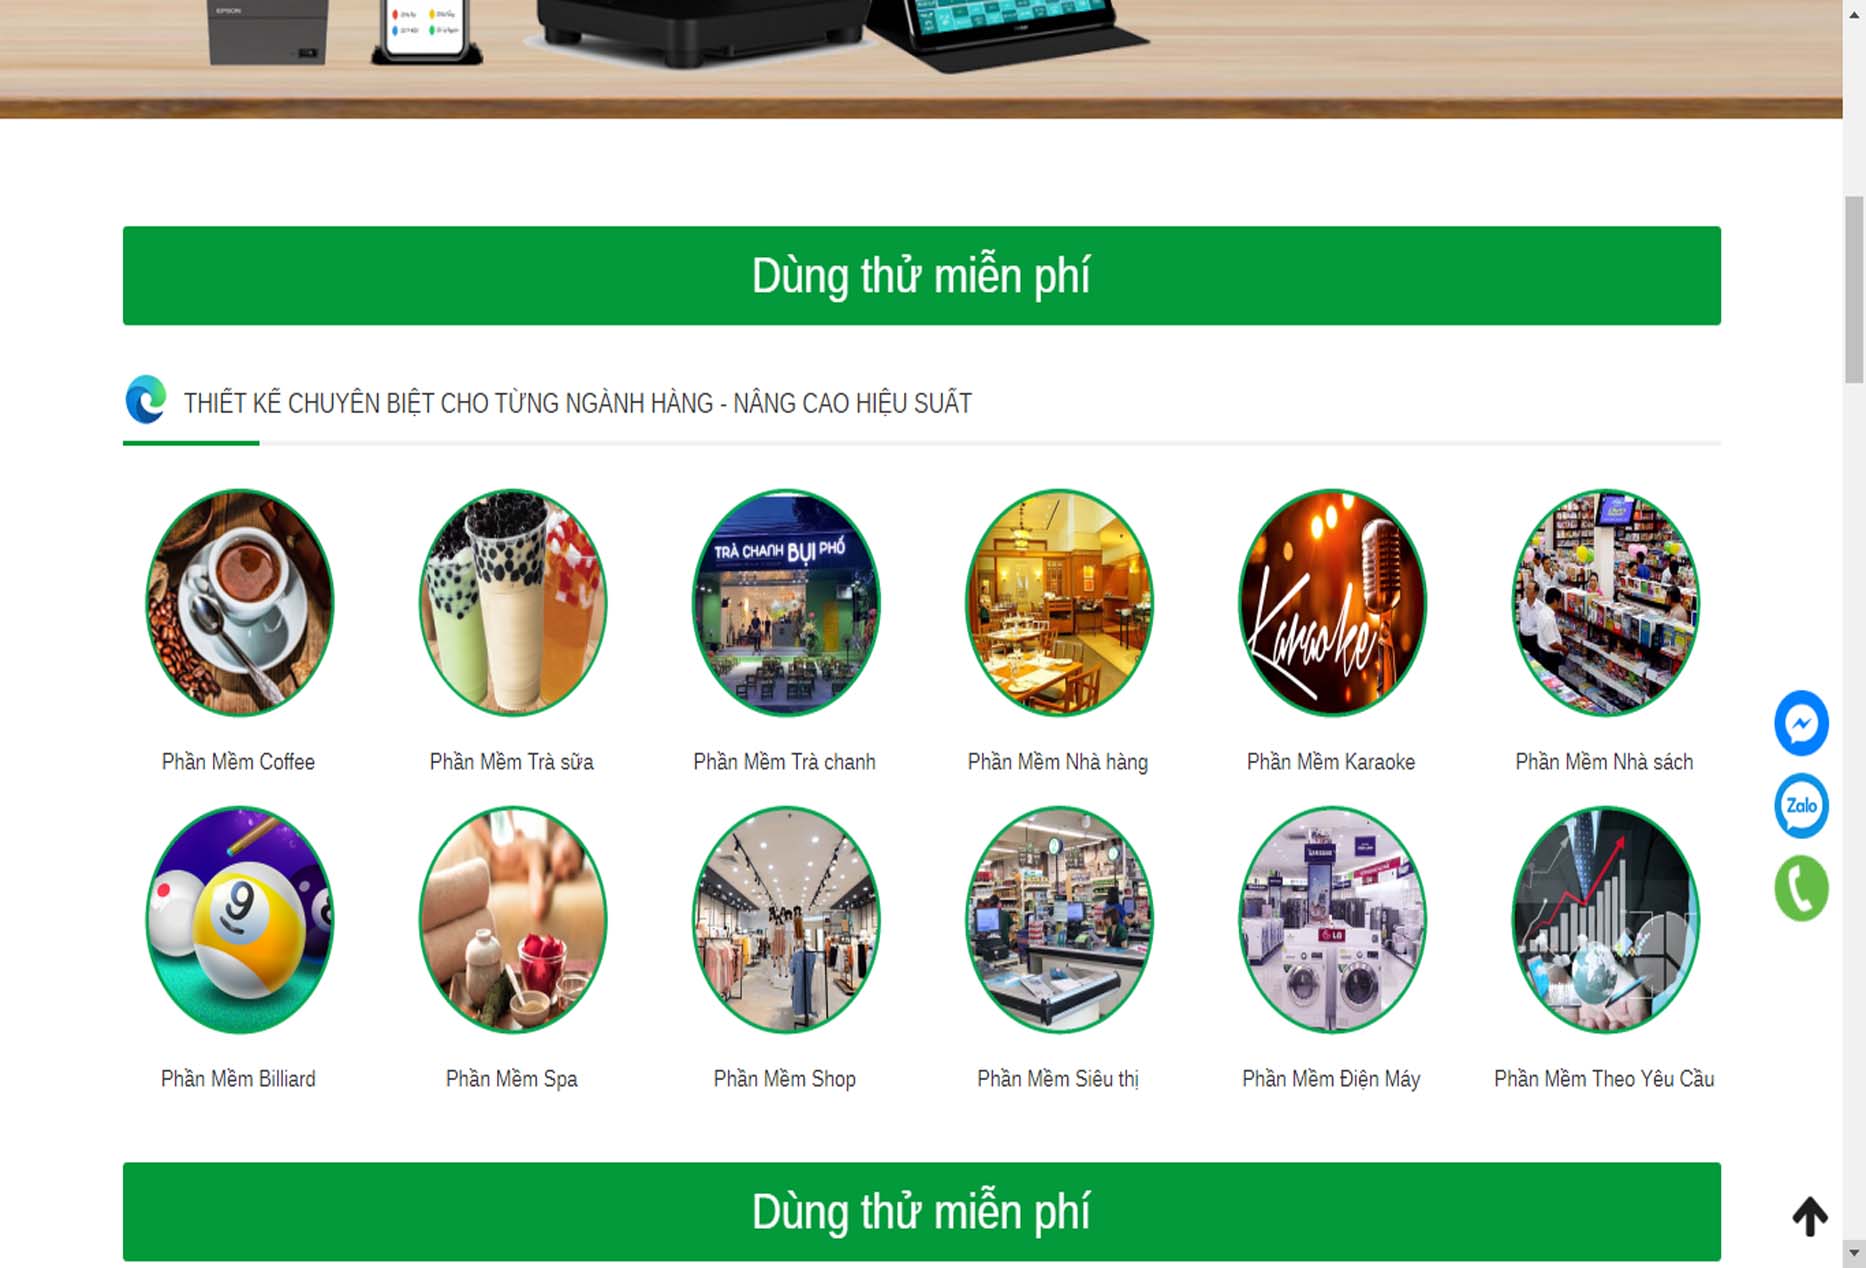 EPSON
Dùng thử miễn phí
THIẾT KẾ CHUYÊN BIỆT CHO TỪNG NGÀNH HÀNG - NÂNG CAO HIỆU SUẤT
TRÀ CHANH BỤI PHỐ
Karaoke
Phần Mềm Coffee
Phần Mềm Trà sữa
Phần Mềm Trà chanh
Phần Mềm Nhà hàng
Phần Mềm Karaoke
Phần Mềm Nhà sách
Zalo
9
SAMSUNG
LG
Phần Mềm Billiard
Phần Mềm Spa
Phần Mềm Shop
Phần Mềm Siêu thị
Phần Mềm Điện Máy
Phần Mềm Theo Yêu Cầu
Dùng thử miễn phí